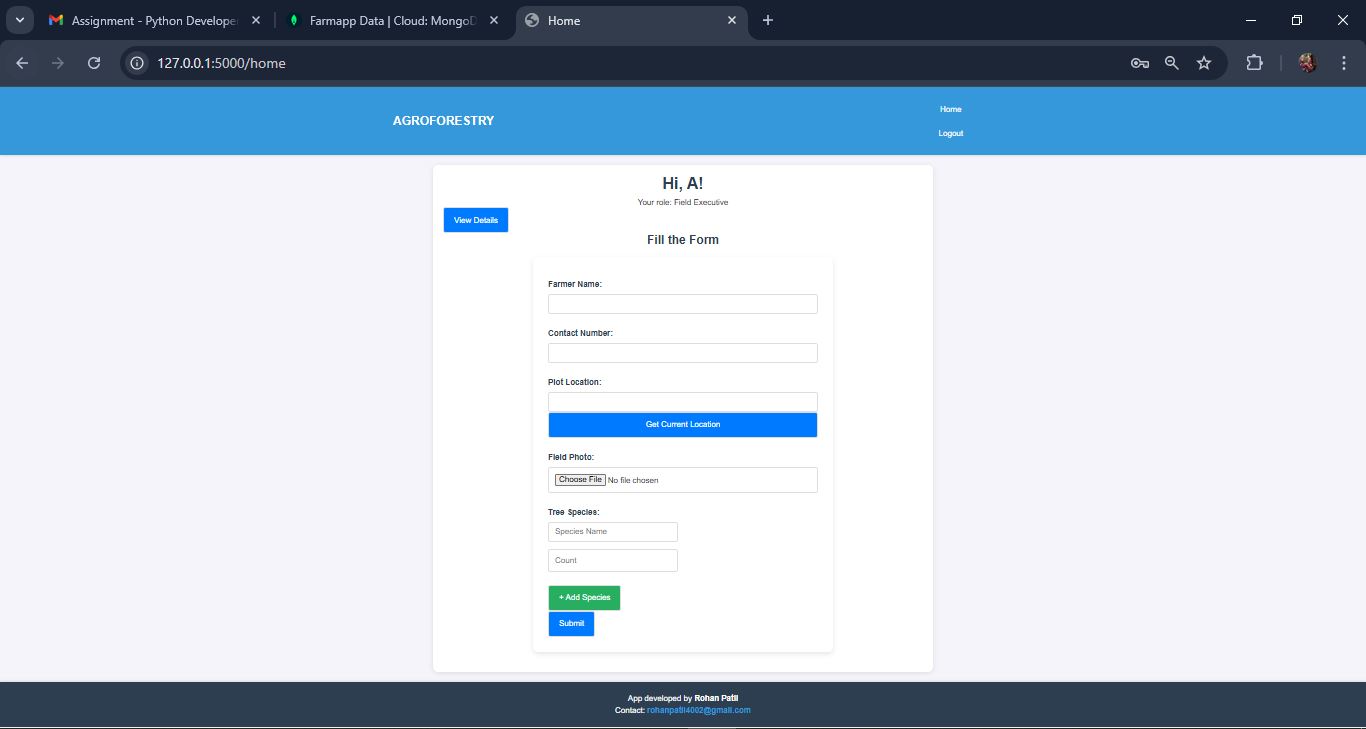 Assignment - Python Developer
Farmapp Data | Cloud: MongoD
Home
127.0.0.1:5000/home
AGROFORESTRY
Home
Logout
Hi, A!
Your role: Field Executive
View Details
Fill the Form
Farmer Name:
Contact Number:
Plot Location:
Get Current Location
Field Photo:
Choose File No file chosen
Tree Species:
Species Name
Count
+ Add Species
Submit
App developed by Rohan Patil
Contact: rohanpatil4002@gmail.com